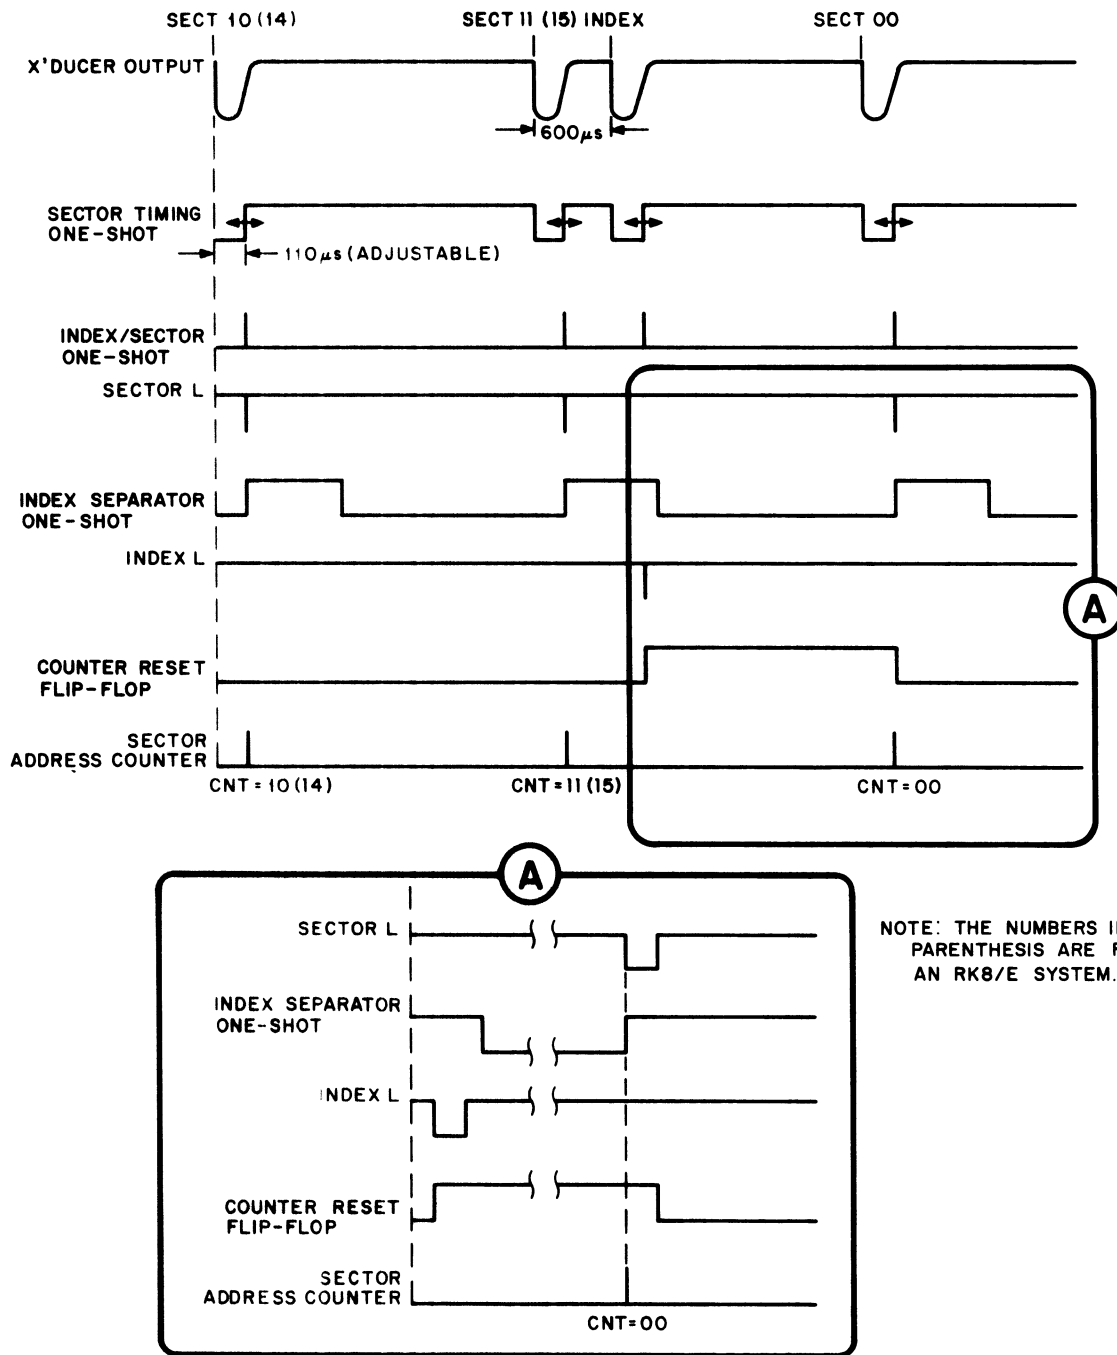 SECT 10 (14) SECT 11 (15) INDEX SECT 00
X'DUCER OUTPUT
600μs
SECTOR TIMING
ONE-SHOT
110μs (ADJUSTABLE)
INDEX/SECTOR
ONE-SHOT
SECTOR L
INDEX SEPARATOR
ONE-SHOT
INDEX L
A
COUNTER RESET
FLIP-FLOP
SECTOR
ADDRESS COUNTER
CNT=10 (14) CNT=11 (15) CNT=00
A
SECTOR L
NOTE: THE NUMBERS
PARENTHESIS ARE
AN RK8/E SYSTEM.
INDEX SEPARATOR
ONE-SHOT
INDEX L
COUNTER RESET
FLIP-FLOP
SECTOR
ADDRESS COUNTER
CNT=00